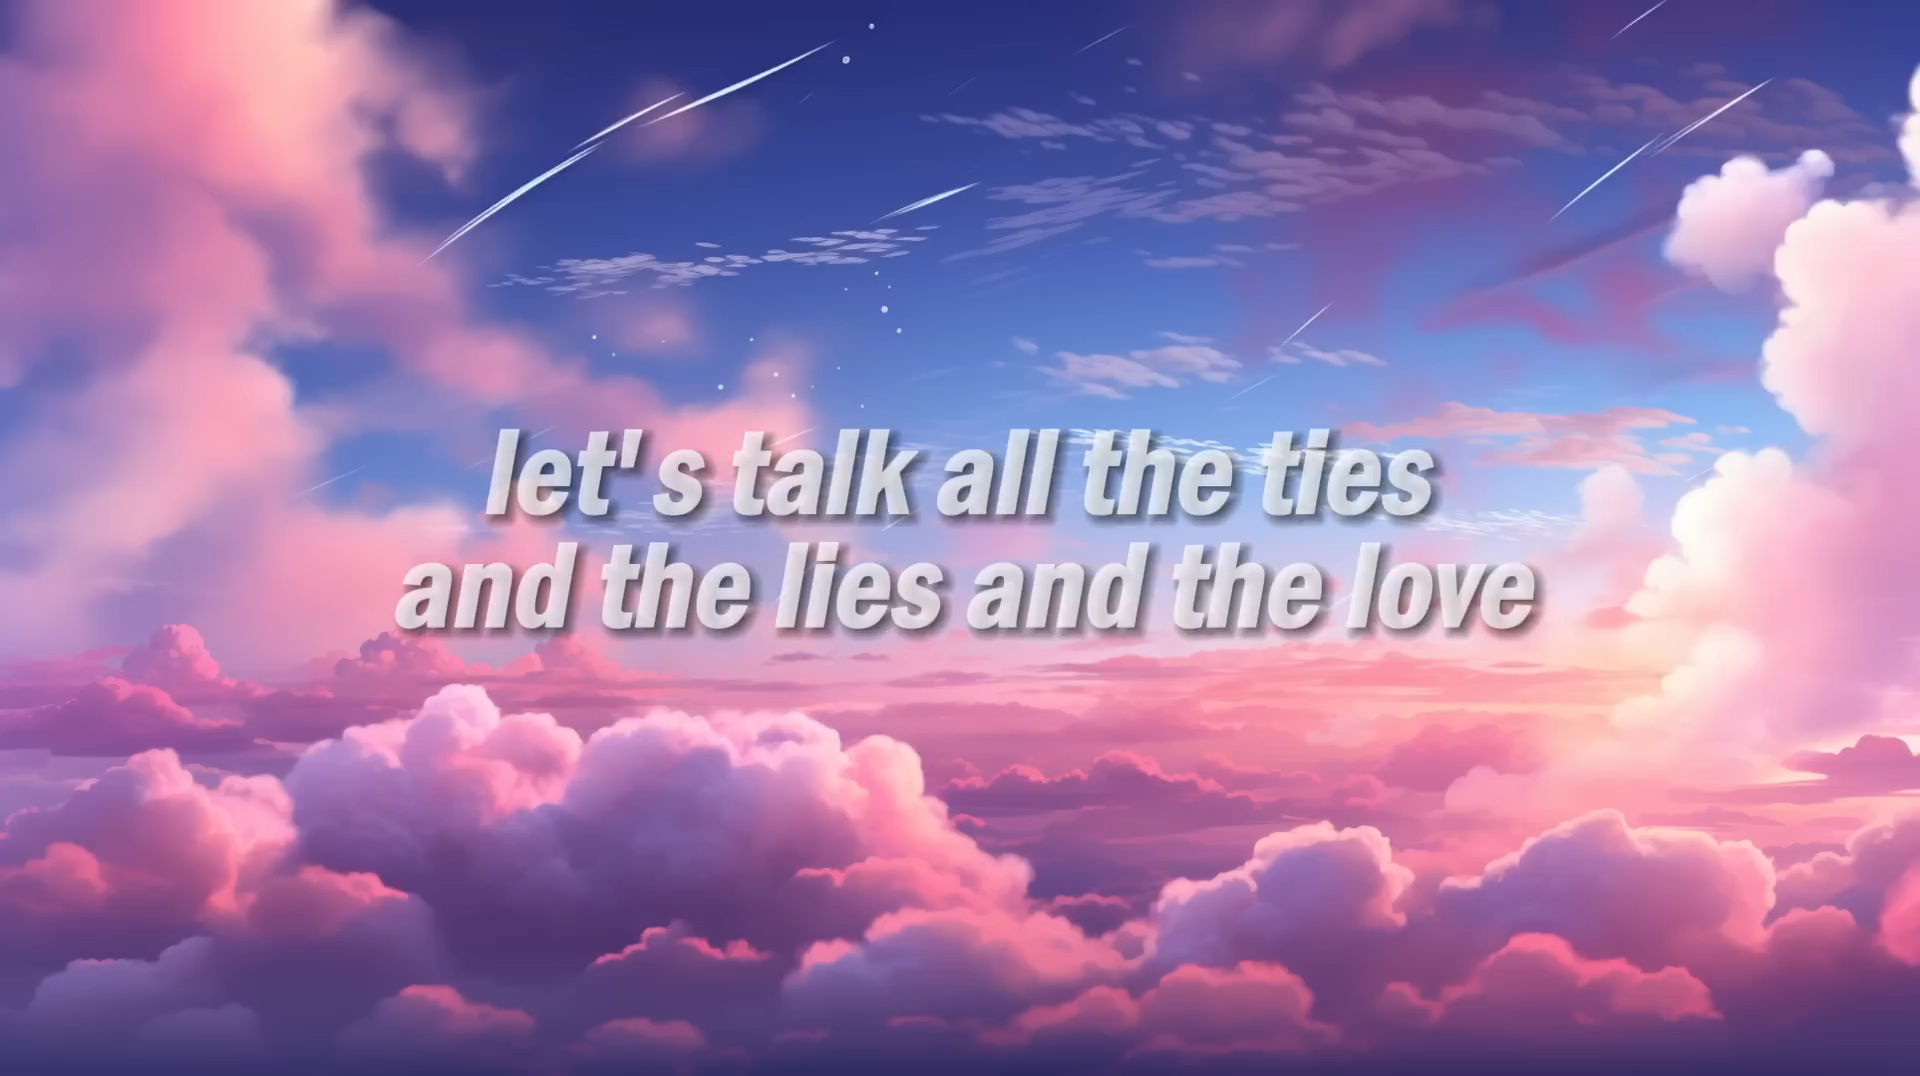 let's talk all the ties
and the lies and the love